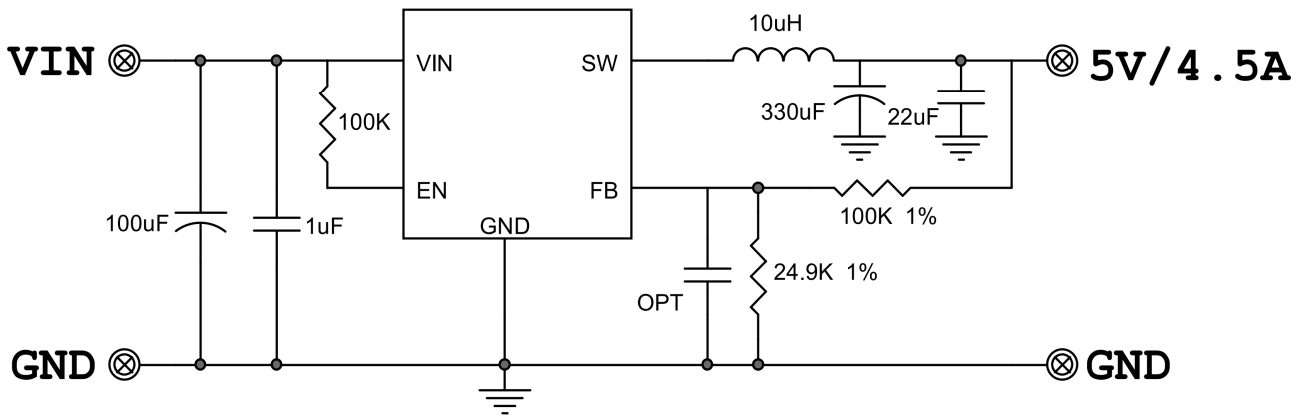 10uH
VIN
VIN
SW
5V/4.5A
100K
330uF
22uF
EN
FB
100K 1%
100uF
1uF
GND
24.9K 1%
OPT
GND
GND